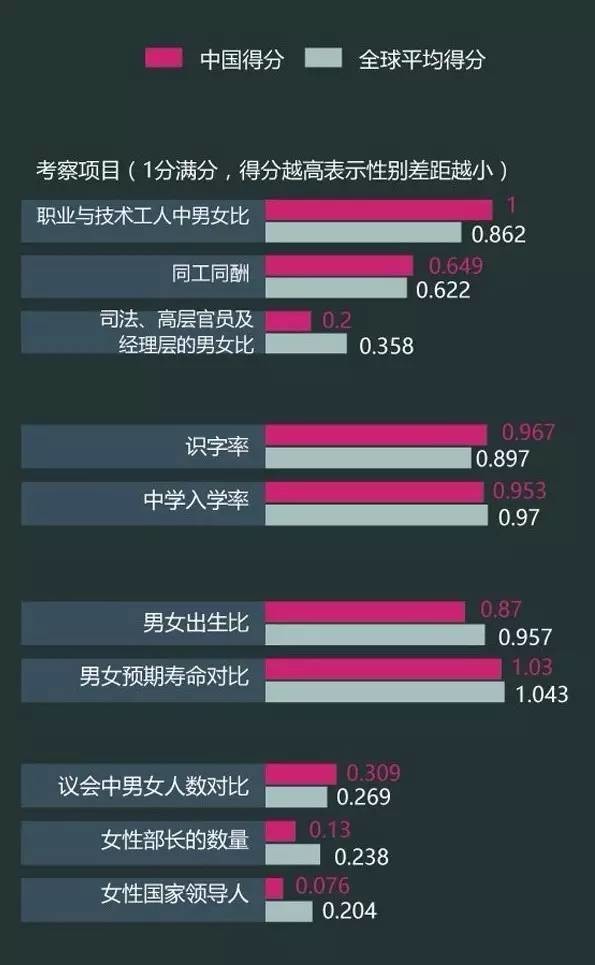 中国得分 全球平均得分
考察项目（1分满分，得分越高表示性别差距越小）
职业与技术工人中男女比 1
0.862
同工同酬 0.649
0.622
司法、高层官员及 0.2
经理层的男女比 0.358
识字率 0.967
0.897
中学入学率 0.953
0.97
男女出生比 0.87
0.957
男女预期寿命对比 1.03
1.043
议会中男女人数对比 0.309
0.269
女性部长的数量 0.13
0.238
女性国家领导人 0.076
0.204